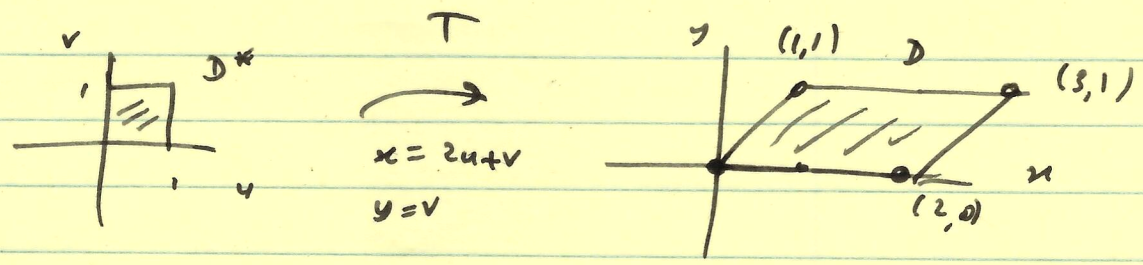 T
v
D*
1
1
u
x = 2u+v
y = v
y
(1,1)
D
(3,1)
x
(2,0)